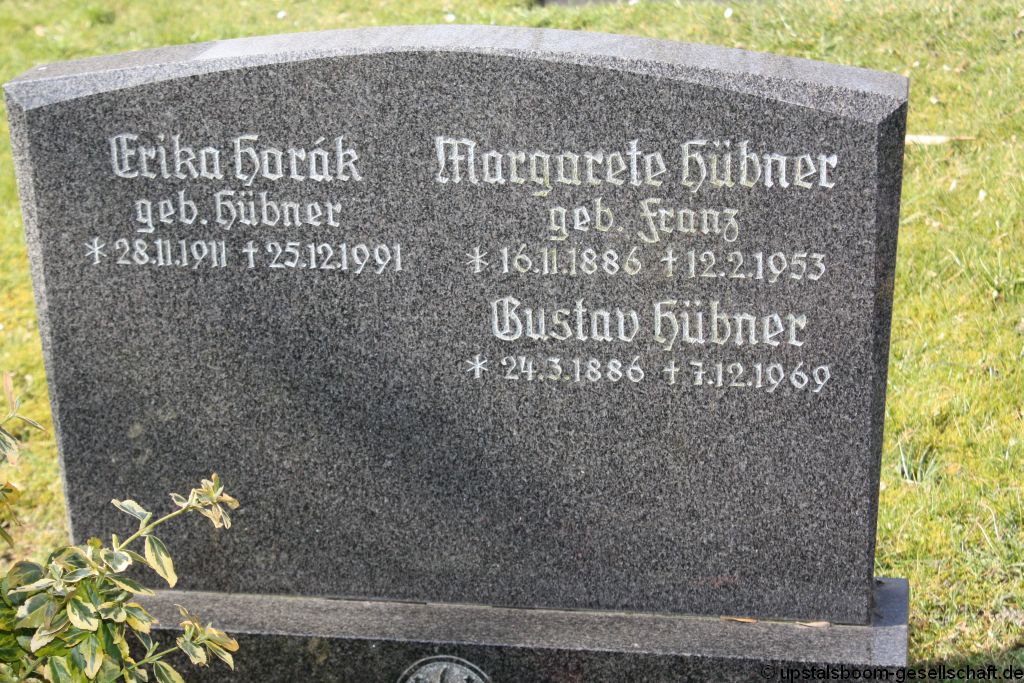 Erika Horák
geb. Hübner
* 28.11.1911 † 25.12.1991
Margarete Hübner
geb. Franz
* 16.11.1886 † 12.2.1953
Gustav Hübner
* 24.3.1886 † 7.12.1969
© upstalsboom-gesellschaft.de